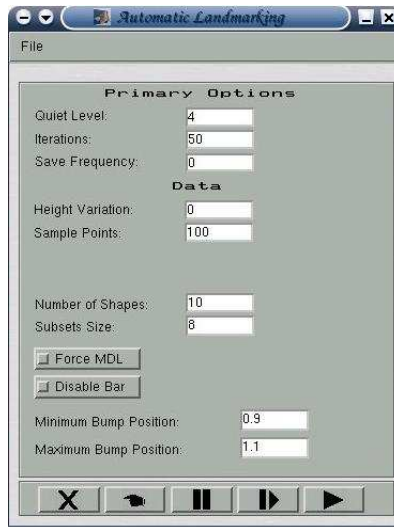 Automatic Landmarking
File
Primary Options
Quiet Level: 4
Iterations: 50
Save Frequency: 0
Data
Height Variation: 0
Sample Points: 100
Number of Shapes: 10
Subsets Size: 8
Force MDL
Disable Bar
Minimum Bump Position: 0.9
Maximum Bump Position: 1.1